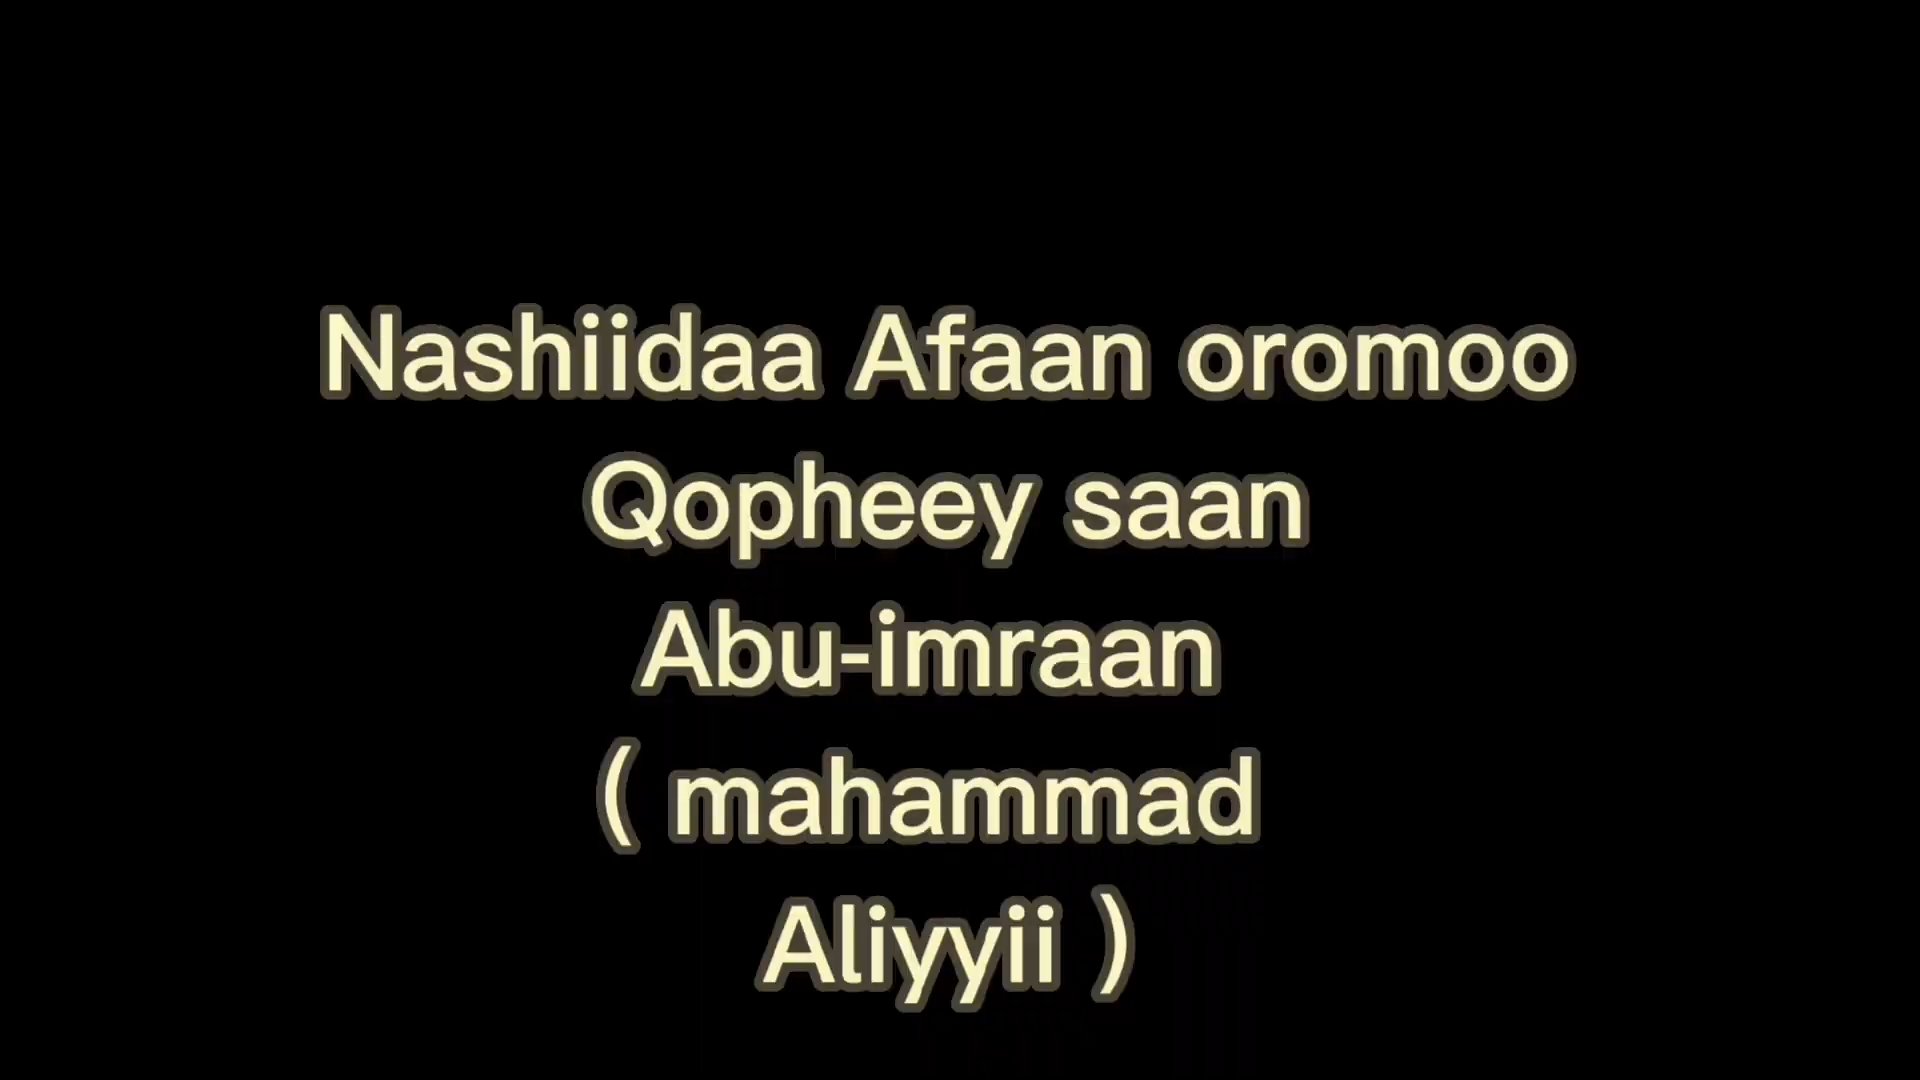 Nashiidaa Afaan oromoo
Qopheey saan
Abu-imraan
( mahammad
Aliyyii )